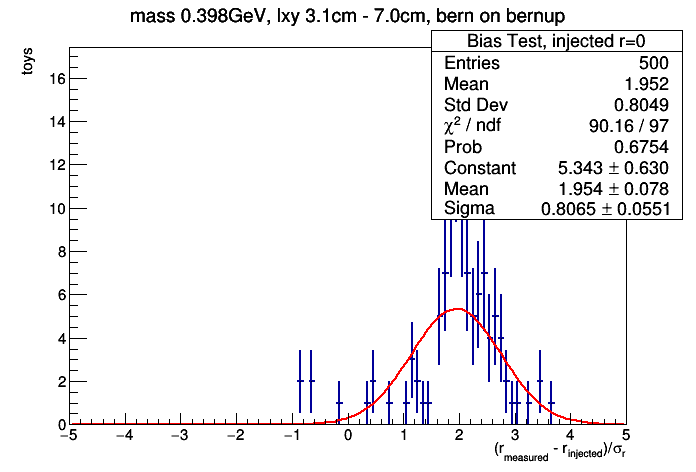 mass 0.398GeV, lxy 3.1cm - 7.0cm, bern on bernup
toys
Bias Test, injected r=0
Entries 500
Mean 1.952
Std Dev 0.8049
χ² / ndf 90.16 / 97
Prob 0.6754
Constant 5.343 ± 0.630
Mean 1.954 ± 0.078
Sigma 0.8065 ± 0.0551
16
14
12
10
8
6
4
2
0
−5 −4 −3 −2 −1 0 1 2 3 4 5
(r_measured - r_injected)/σ_r